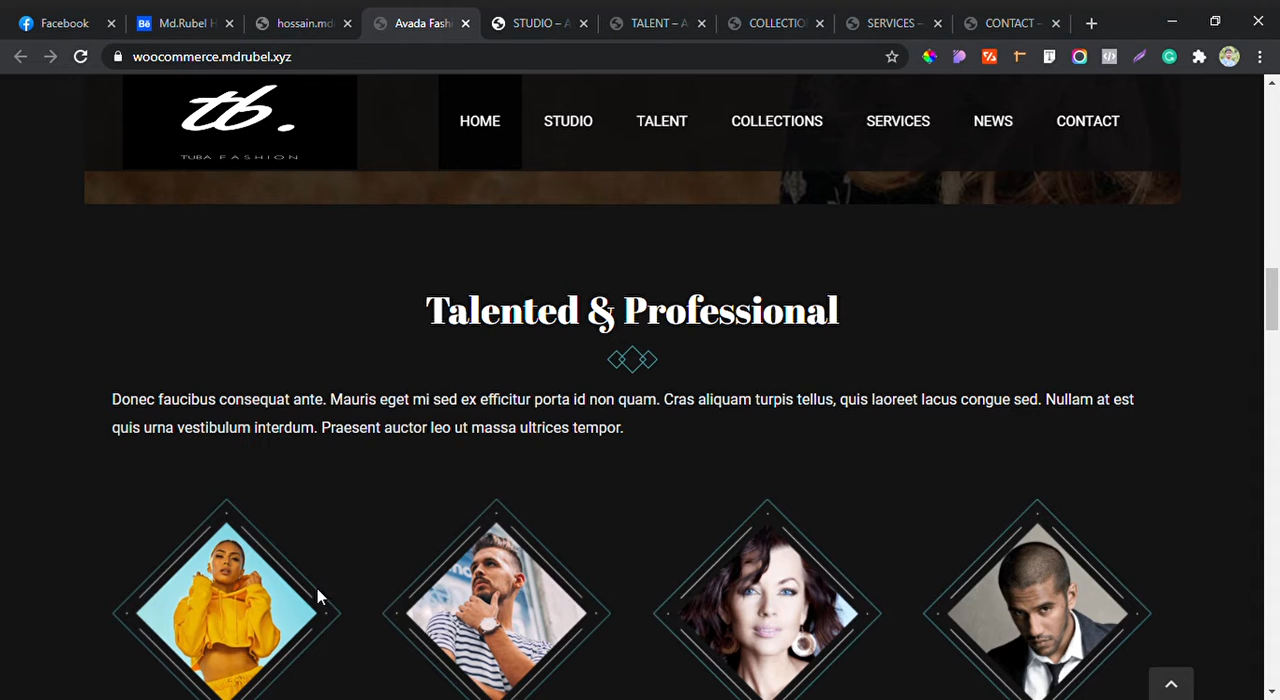 Facebook
Md.Rubel H
hossain.md
Avada Fash
STUDIO – A
TALENT – A
COLLECTIO
SERVICES –
CONTACT –
woocommerce.mdrubel.xyz
tb.
TUBA FASHION
HOME
STUDIO
TALENT
COLLECTIONS
SERVICES
NEWS
CONTACT
Talented & Professional
Donec faucibus consequat ante. Mauris eget mi sed ex efficitur porta id non quam. Cras aliquam turpis tellus, quis laoreet lacus congue sed. Nullam at est
quis urna vestibulum interdum. Praesent auctor leo ut massa ultrices tempor.